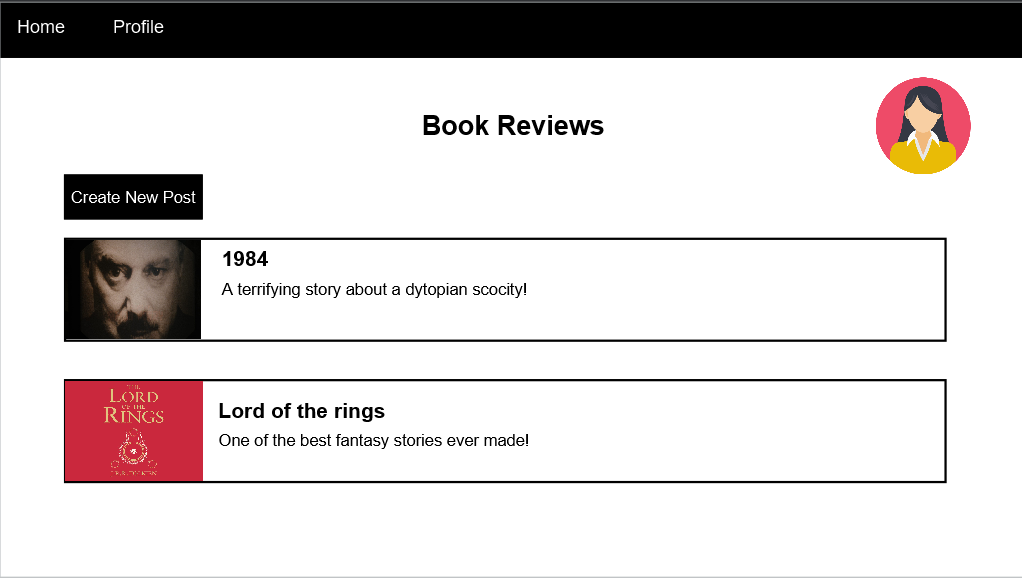 Home Profile
Book Reviews
Create New Post
1984
A terrifying story about a dytopian scocity!
THE
LORD
OF THE
RINGS
J.R.R. TOLKIEN
Lord of the rings
One of the best fantasy stories ever made!